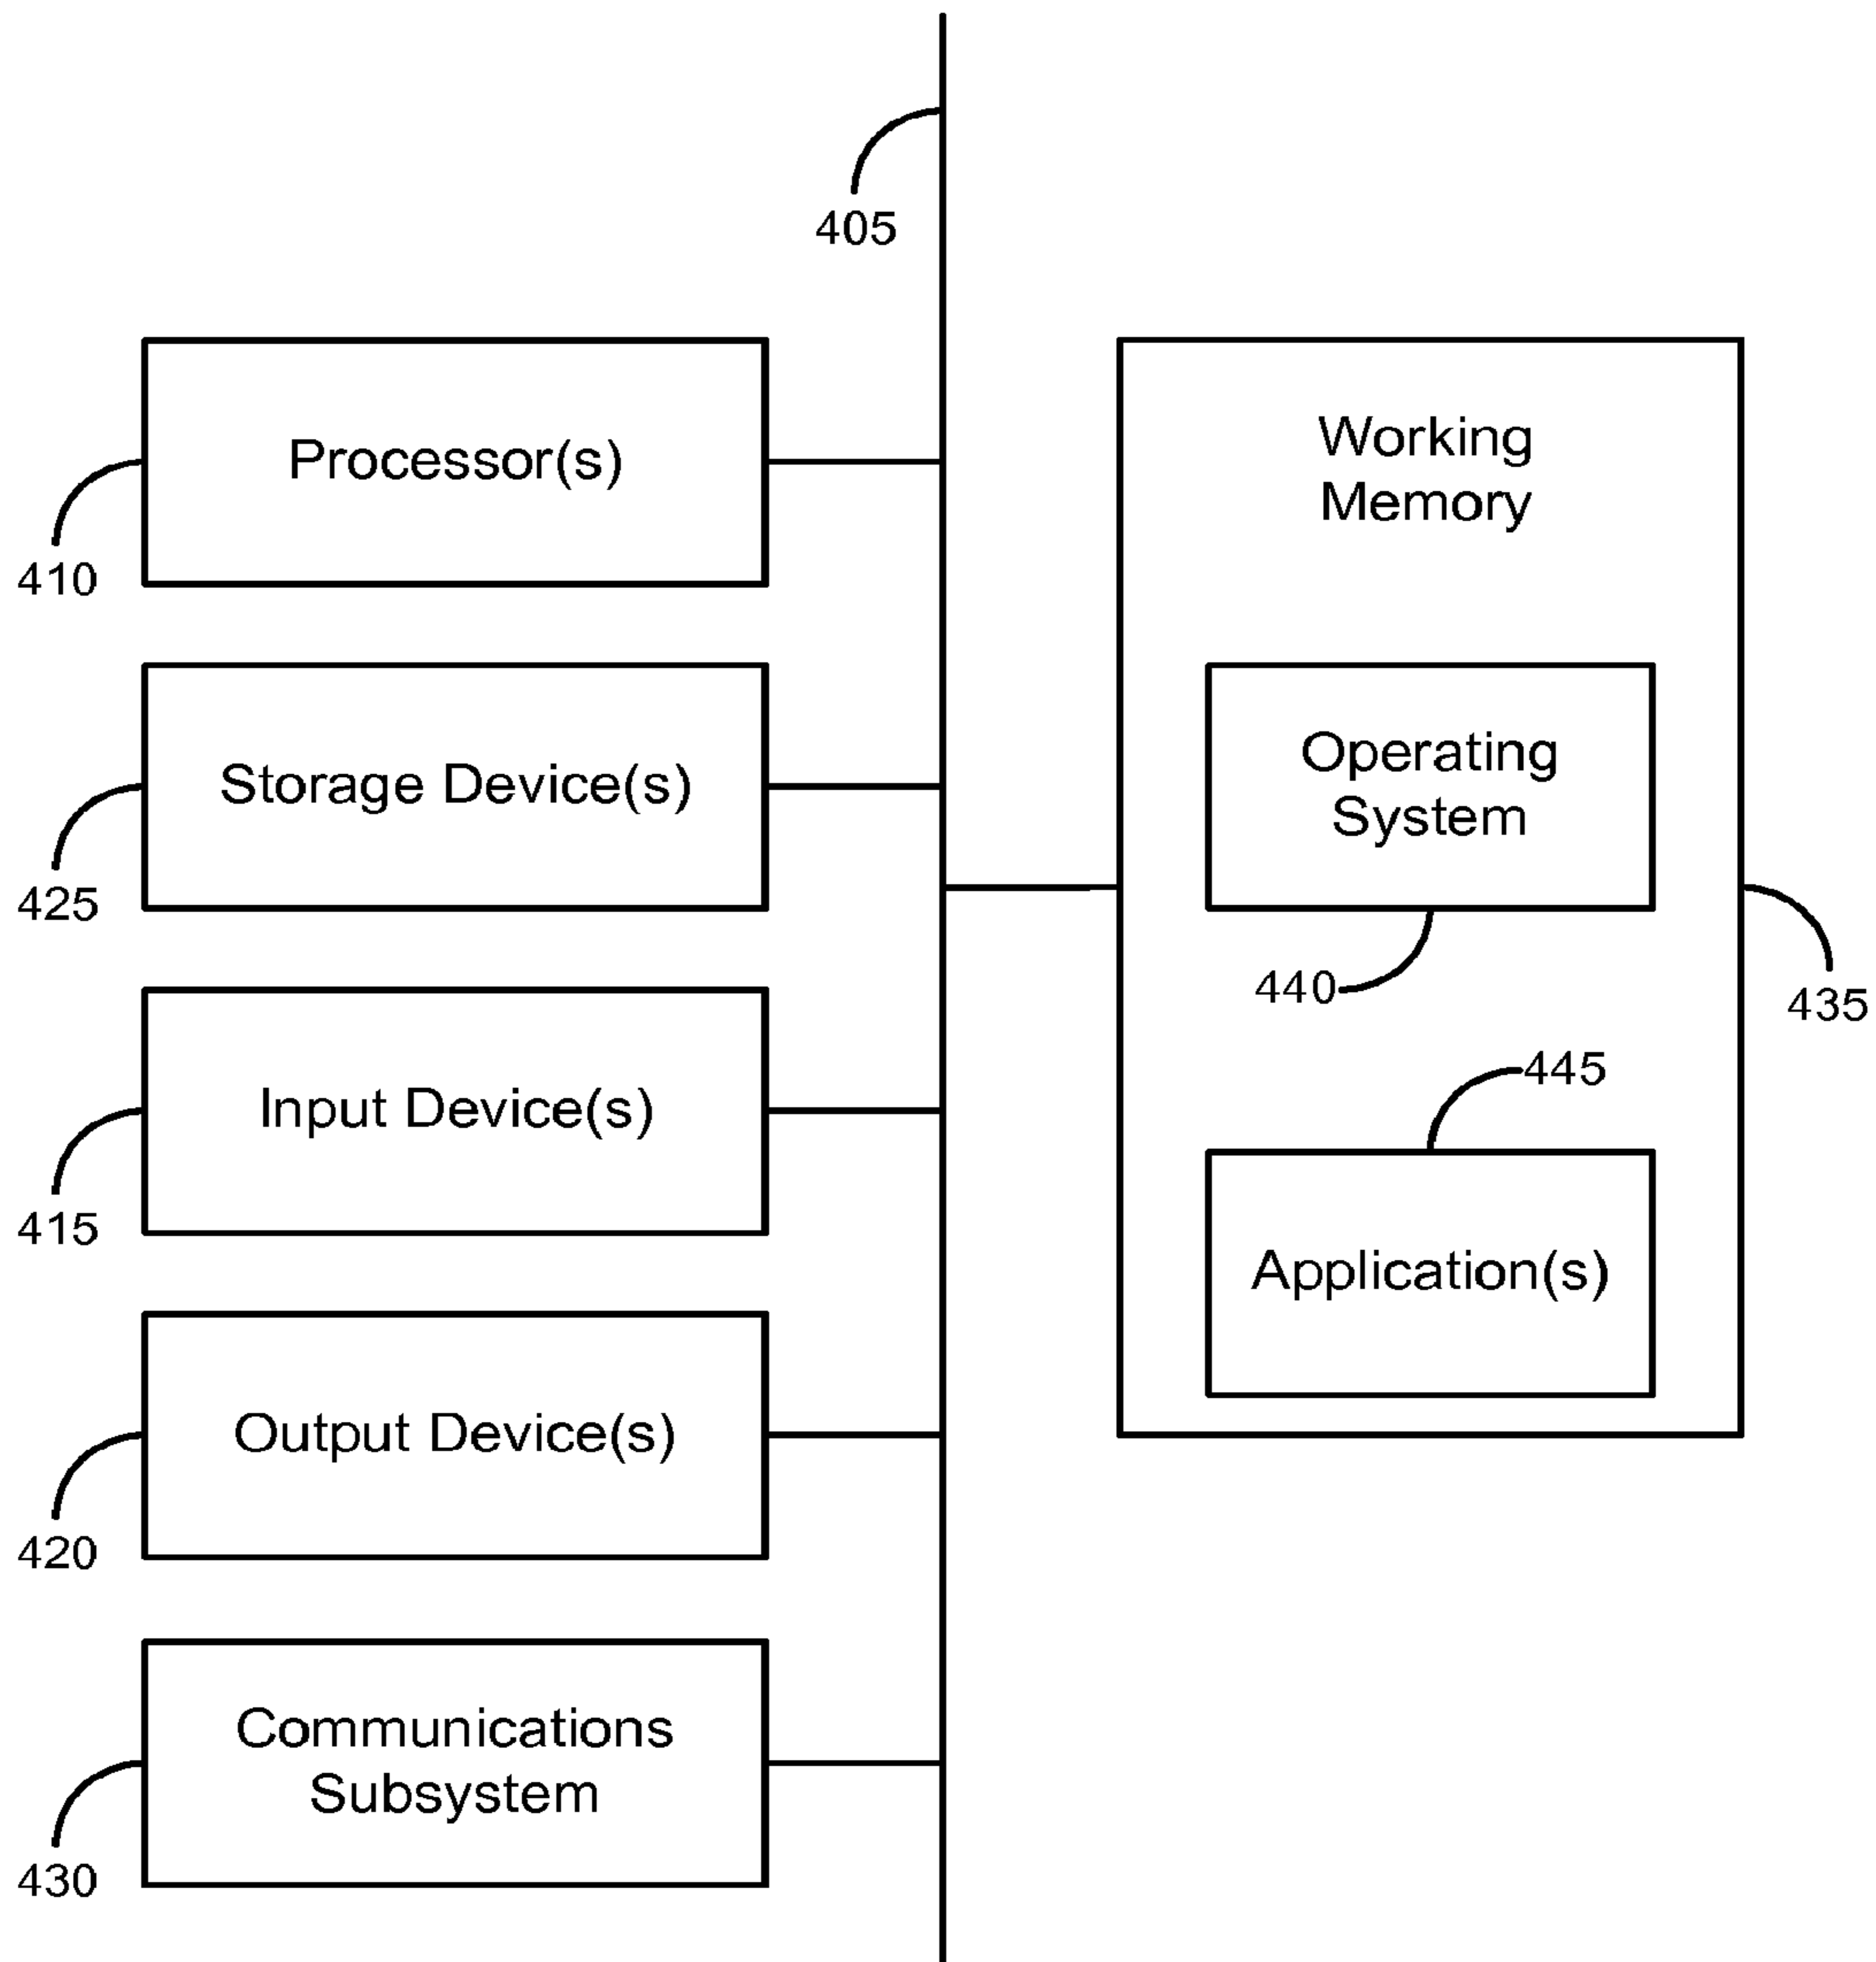 405
Processor(s)
410
Storage Device(s)
425
Input Device(s)
415
Output Device(s)
420
Communications
Subsystem
430
Working
Memory
Operating
System
440
435
445
Application(s)